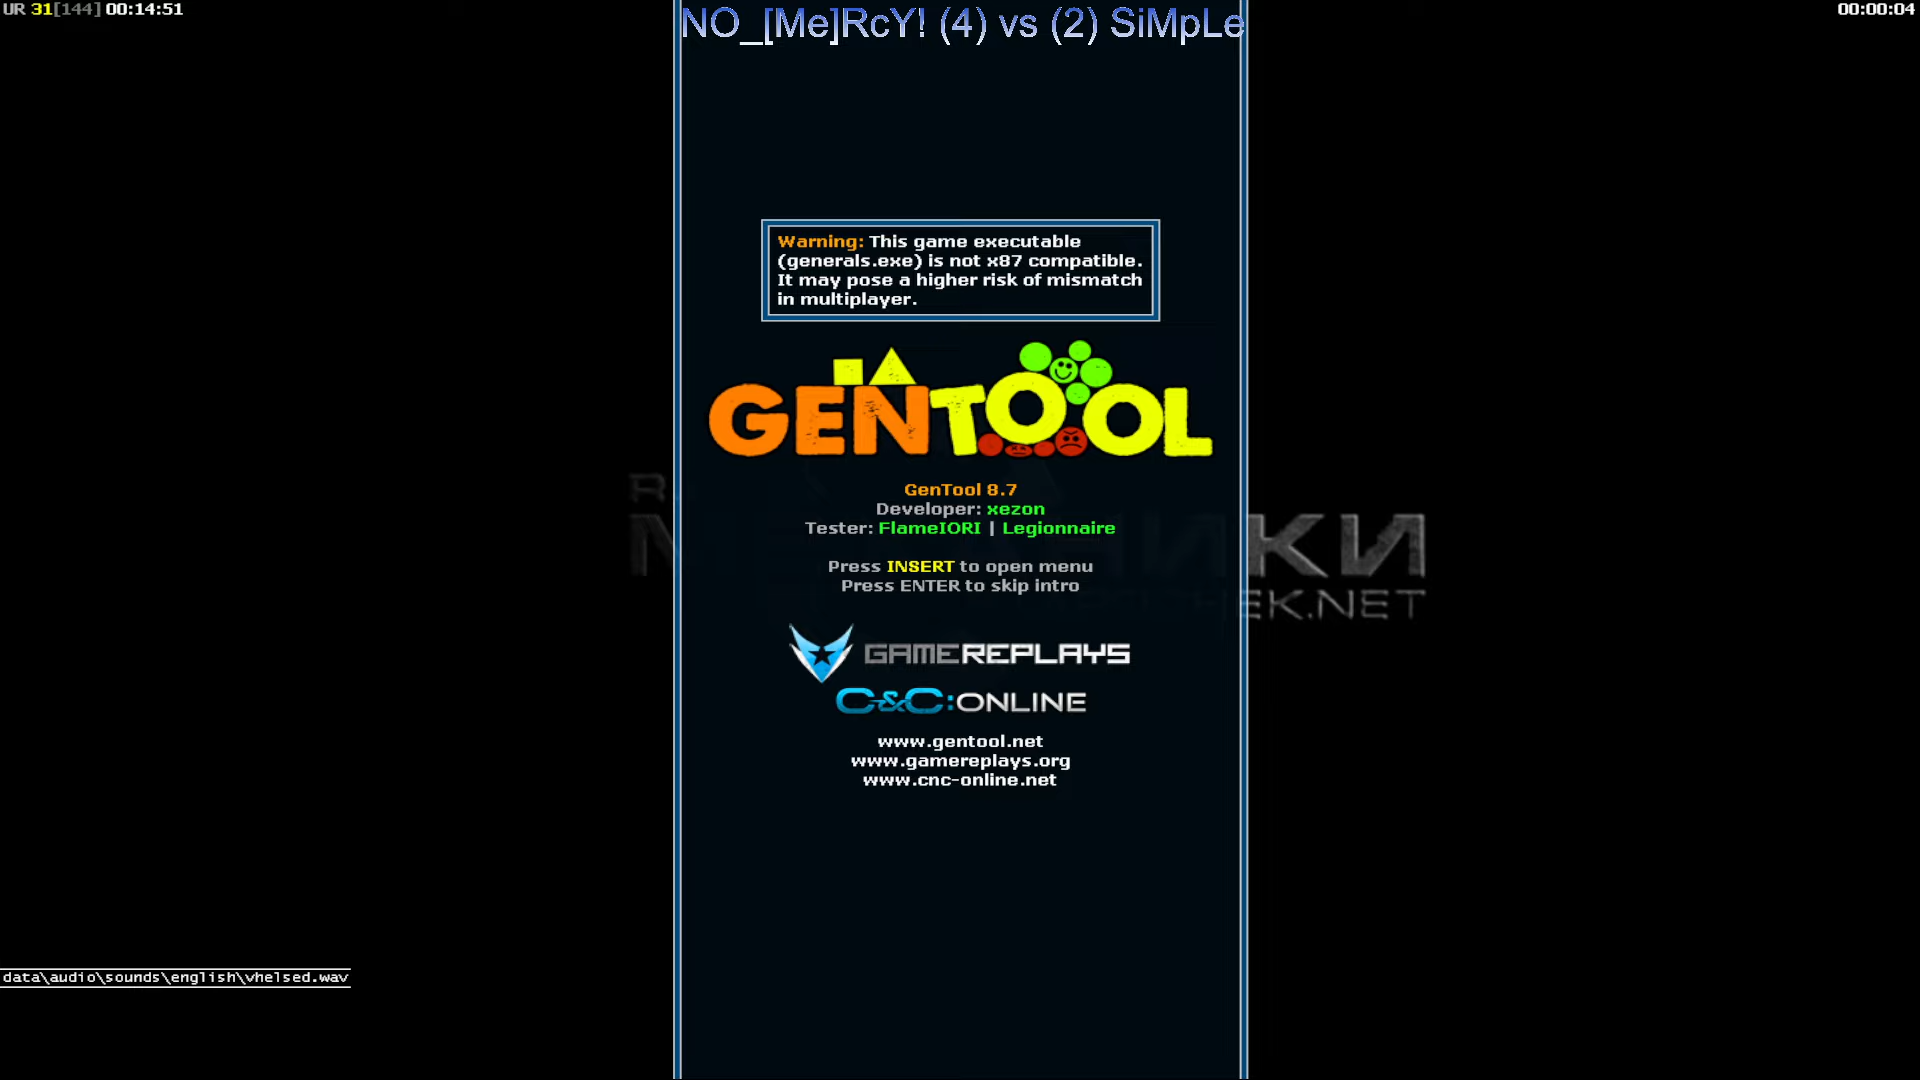 UR 31[144] 00:14:51
00:00:04
NO_[Me]RcY! (4) vs (2) SiMpLe
Warning: This game executable
(generals.exe) is not x87 compatible.
It may pose a higher risk of mismatch
in multiplayer.
GENTOOL
GenTool 8.7
Developer: xezon
Tester: FlameIORI | Legionnaire
Press INSERT to open menu
Press ENTER to skip intro
GAMEREPLAYS
C&C:ONLINE
www.gentool.net
www.gamereplays.org
www.cnc-online.net
data\audio\sounds\english\vhelsed.wav